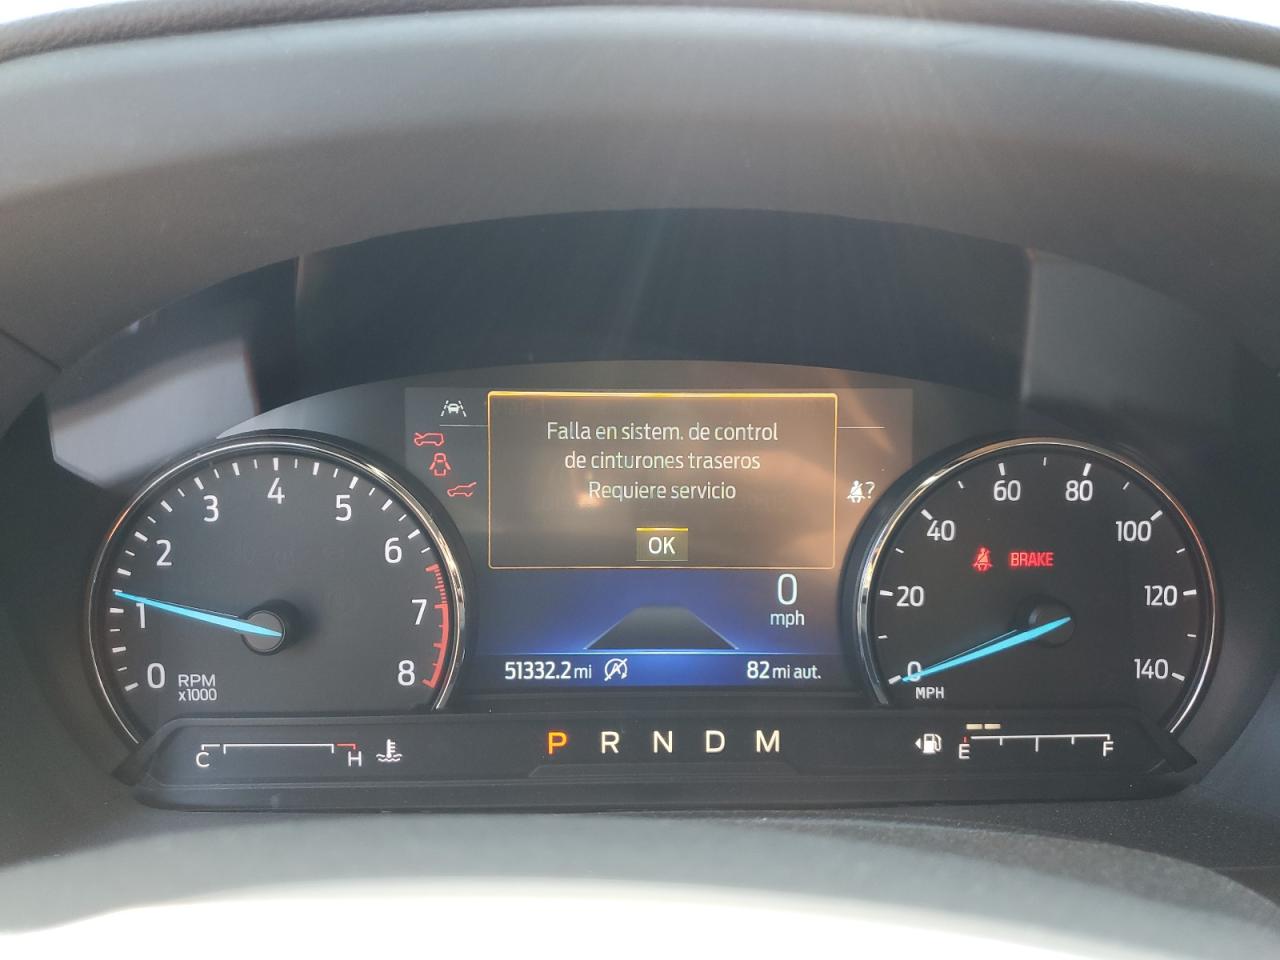 Falla en sistem. de control
de cinturones traseros
Requiere servicio
OK
?
0
mph
51332.2 mi
82 mi aut.
0
1
2
3
4
5
6
7
8
RPM
x1000
0
20
40
60
80
100
120
140
MPH
BRAKE
C
H
P R N D M
E
F